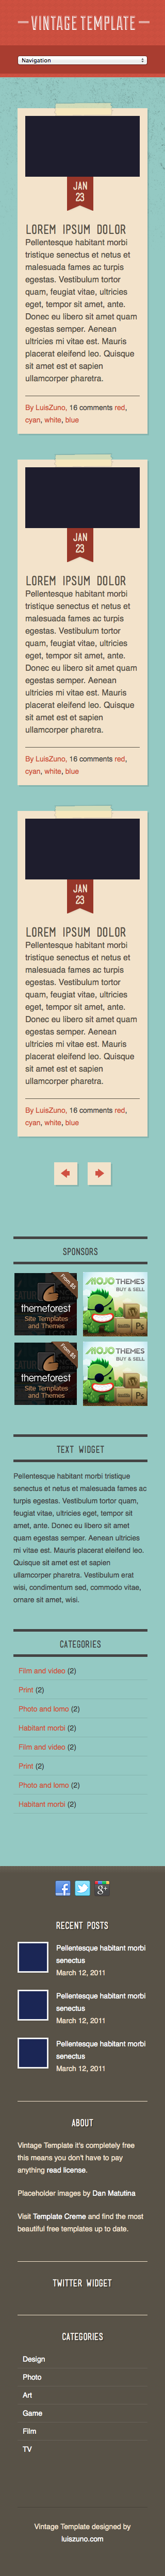 VINTAGE TEMPLATE
Navigation
JAN
23
LOREM IPSUM DOLOR
Pellentesque habitant morbi
tristique senectus et netus et
malesuada fames ac turpis
egestas. Vestibulum tortor
quam, feugiat vitae, ultricies
eget, tempor sit amet, ante.
Donec eu libero sit amet quam
egestas semper. Aenean
ultricies mi vitae est. Mauris
placerat eleifend leo. Quisque
sit amet est et sapien
ullamcorper pharetra.
By LuisZuno, 16 comments red,
cyan, white, blue
JAN
23
LOREM IPSUM DOLOR
Pellentesque habitant morbi
tristique senectus et netus et
malesuada fames ac turpis
egestas. Vestibulum tortor
quam, feugiat vitae, ultricies
eget, tempor sit amet, ante.
Donec eu libero sit amet quam
egestas semper. Aenean
ultricies mi vitae est. Mauris
placerat eleifend leo. Quisque
sit amet est et sapien
ullamcorper pharetra.
By LuisZuno, 16 comments red,
cyan, white, blue
JAN
23
LOREM IPSUM DOLOR
Pellentesque habitant morbi
tristique senectus et netus et
malesuada fames ac turpis
egestas. Vestibulum tortor
quam, feugiat vitae, ultricies
eget, tempor sit amet, ante.
Donec eu libero sit amet quam
egestas semper. Aenean
ultricies mi vitae est. Mauris
placerat eleifend leo. Quisque
sit amet est et sapien
ullamcorper pharetra.
By LuisZuno, 16 comments red,
cyan, white, blue
SPONSORS
From $5
themeforest
Site Templates
and Themes
MOJO THEMES
BUY & SELL
Ps
From $5
themeforest
Site Templates
and Themes
MOJO THEMES
BUY & SELL
Ps
TEXT WIDGET
Pellentesque habitant morbi tristique
senectus et netus et malesuada fames ac
turpis egestas. Vestibulum tortor quam,
feugiat vitae, ultricies eget, tempor sit
amet, ante. Donec eu libero sit amet
quam egestas semper. Aenean ultricies
mi vitae est. Mauris placerat eleifend leo.
Quisque sit amet est et sapien
ullamcorper pharetra. Vestibulum erat
wisi, condimentum sed, commodo vitae,
ornare sit amet, wisi.
CATEGORIES
Film and video (2)
Print (2)
Photo and lomo (2)
Habitant morbi (2)
Film and video (2)
Print (2)
Photo and lomo (2)
Habitant morbi (2)
RECENT POSTS
Pellentesque habitant morbi
senectus
March 12, 2011
Pellentesque habitant morbi
senectus
March 12, 2011
Pellentesque habitant morbi
senectus
March 12, 2011
ABOUT
Vintage Template it's completely free
this means you don't have to pay
anything read license.
Placeholder images by Dan Matutina
Visit Template Creme and find the most
beautiful free templates up to date.
TWITTER WIDGET
CATEGORIES
Design
Photo
Art
Game
Film
TV
Vintage Template designed by
luiszuno.com